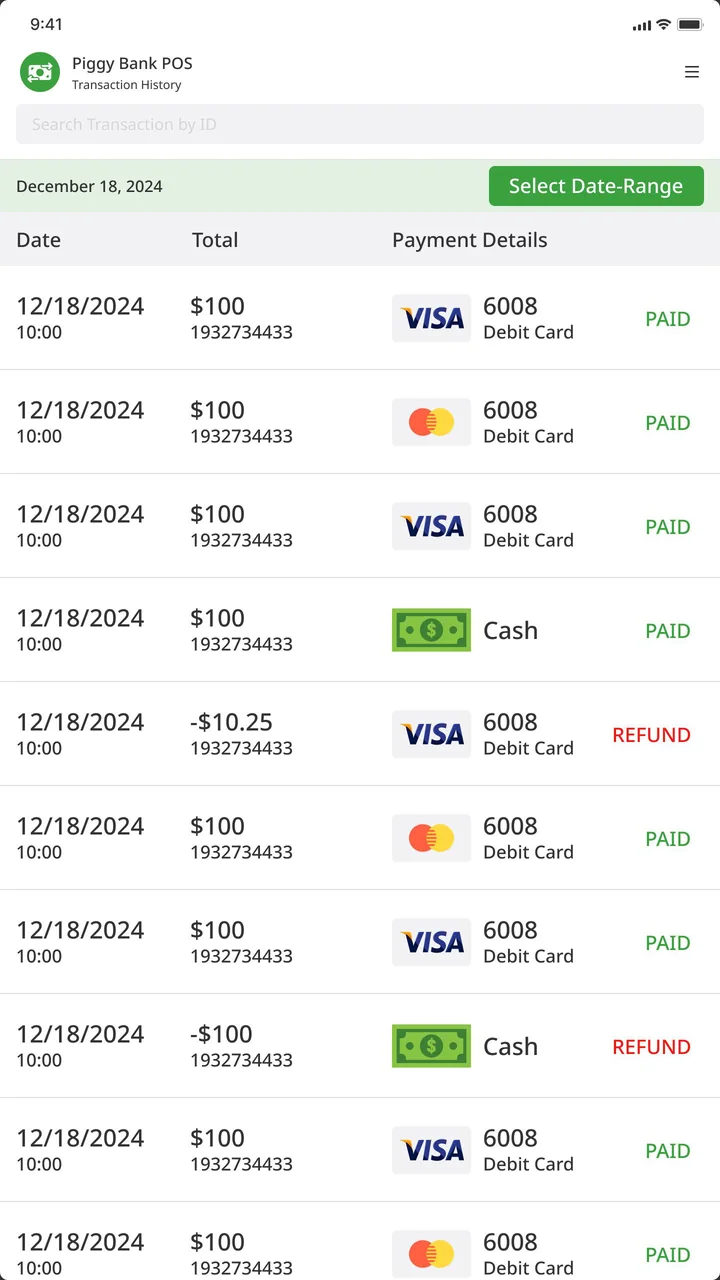 9:41
Piggy Bank POS
Transaction History
Search Transaction by ID
December 18, 2024 Select Date-Range
Date Total Payment Details
12/18/2024 $100 VISA 6008 PAID
10:00 1932734433 Debit Card
12/18/2024 $100 6008 PAID
10:00 1932734433 Debit Card
12/18/2024 $100 VISA 6008 PAID
10:00 1932734433 Debit Card
12/18/2024 $100 $ Cash PAID
10:00 1932734433
12/18/2024 -$10.25 VISA 6008 REFUND
10:00 1932734433 Debit Card
12/18/2024 $100 6008 PAID
10:00 1932734433 Debit Card
12/18/2024 $100 VISA 6008 PAID
10:00 1932734433 Debit Card
12/18/2024 -$100 $ Cash REFUND
10:00 1932734433
12/18/2024 $100 VISA 6008 PAID
10:00 1932734433 Debit Card
12/18/2024 $100 6008 PAID
10:00 1932734433 Debit Card